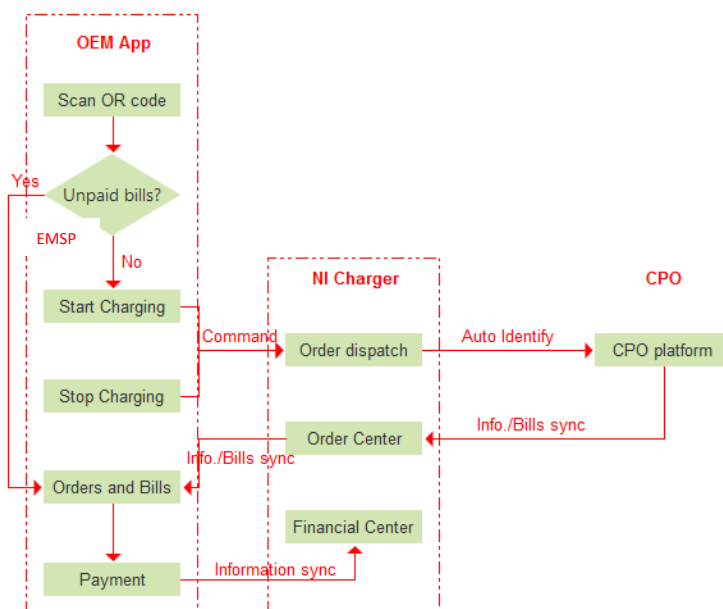 OEM App
Scan OR code
Yes
Unpaid bills?
EMSP
No
NI Charger
CPO
Start Charging
Command
Order dispatch
Auto Identify
CPO platform
Stop Charging
Order Center
Info./Bills sync
Info./Bills sync
Orders and Bills
Financial Center
Payment
Information sync